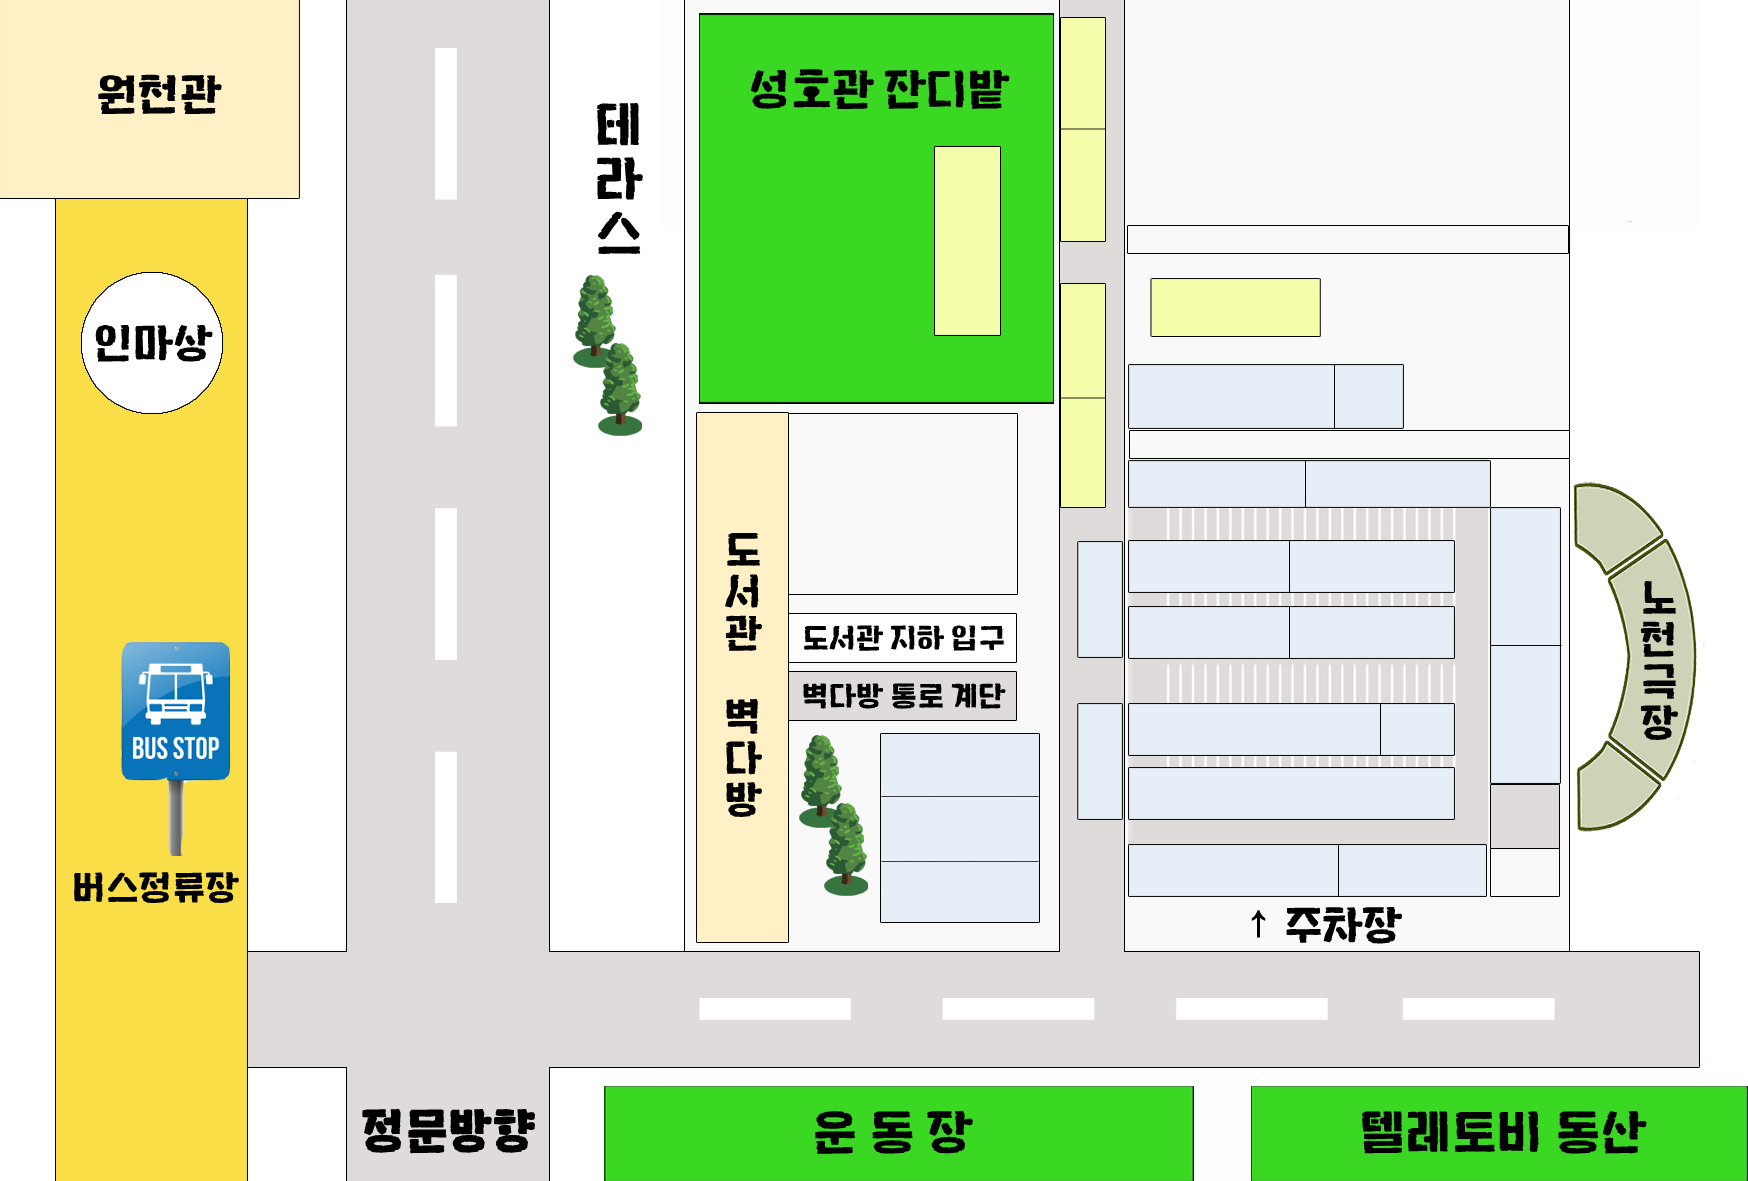 원천관
성호관 잔디밭
테라스
인마상
도서관 벽다방
도서관 지하 입구
벽다방 통로 계단
노천극장
BUS STOP
버스정류장
↑ 주차장
정문방향
운동장
텔레토비 동산